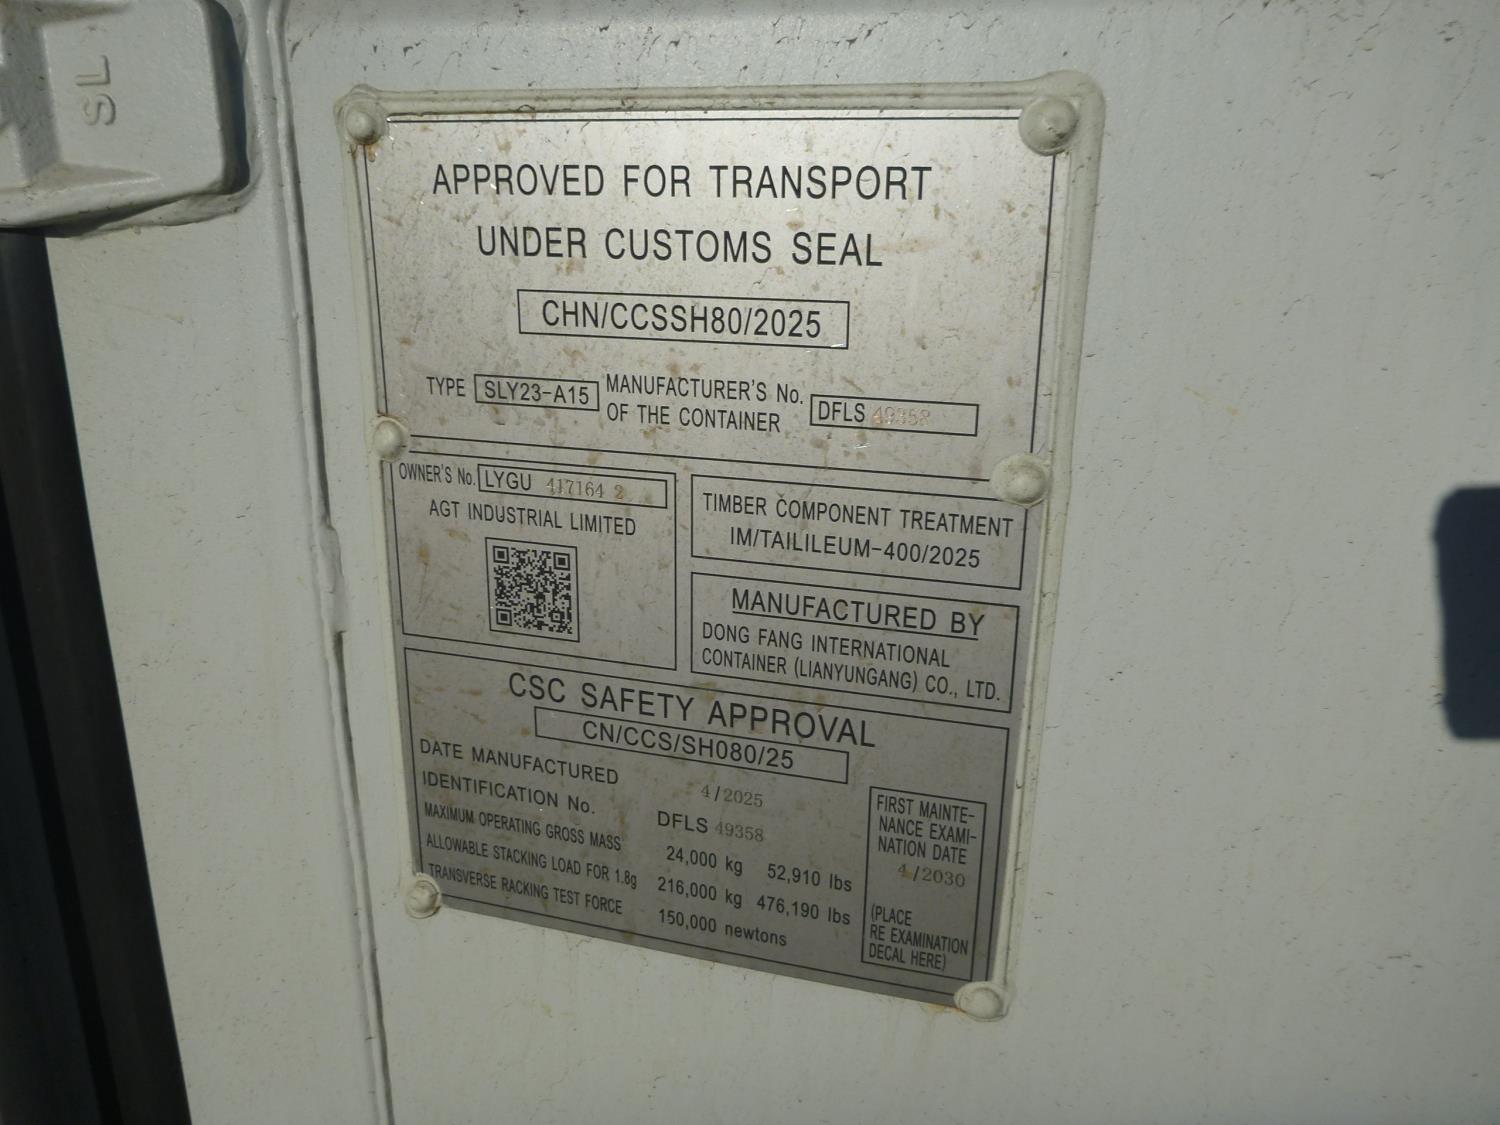 SL
APPROVED FOR TRANSPORT
UNDER CUSTOMS SEAL
CHN/CCSSH80/2025
TYPE SLY23-A15 MANUFACTURER'S No.
OF THE CONTAINER DFLS 49358
OWNER'S No. LYGU 417164 2
AGT INDUSTRIAL LIMITED
TIMBER COMPONENT TREATMENT
IM/TAILILEUM-400/2025
MANUFACTURED BY
DONG FANG INTERNATIONAL
CONTAINER (LIANYUNGANG) CO., LTD.
CSC SAFETY APPROVAL
CN/CCS/SH080/25
DATE MANUFACTURED 4/2025
IDENTIFICATION No. DFLS 49358
MAXIMUM OPERATING GROSS MASS 24,000 kg 52,910 lbs
ALLOWABLE STACKING LOAD FOR 1.8g 216,000 kg 476,190 lbs
TRANSVERSE RACKING TEST FORCE 150,000 newtons
FIRST MAINTE-
NANCE EXAMI-
NATION DATE
4/2030
(PLACE
RE EXAMINATION
DECAL HERE)